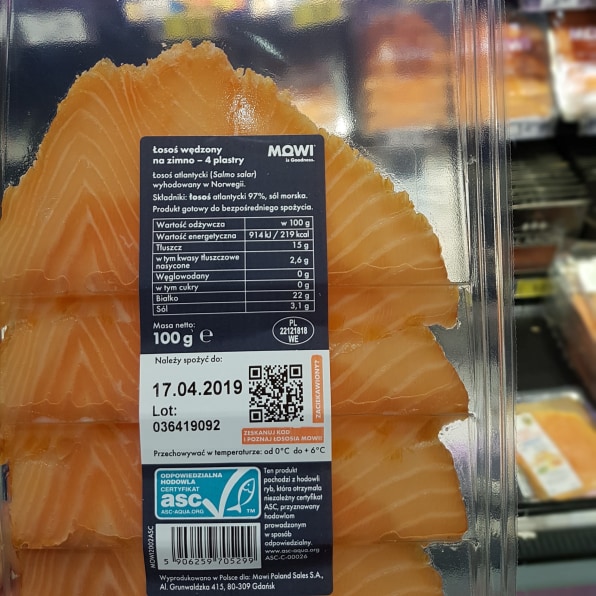 Łosoś wędzony
na zimno – 4 plastry
MOWI
is Goodness.
Łosoś atlantycki (Salmo salar)
wyhodowany w Norwegii.
Składniki: łosoś atlantycki 97%, sól morska.
Produkt gotowy do bezpośredniego spożycia.
Wartość odżywcza w 100 g
Wartość energetyczna 914 kJ / 219 kcal
Tłuszcz 15 g
w tym kwasy tłuszczowe
nasycone 2,6 g
Węglowodany 0 g
w tym cukry 0 g
Białko 22 g
Sól 3,1 g
Masa netto:
100 g e
PL
22121818
WE
Należy spożyć do:
17.04.2019
Lot:
036419092
ZACIEKAWIONY?
ZESKANUJ KOD
I POZNAJ ŁOSOSIA MOWI!
Przechowywać w temperaturze: od 0°C do +6°C
ODPOWIEDZIALNA
HODOWLA
CERTYFIKAT
asc
ASC-AQUA.ORG
TM
Ten produkt
pochodzi z hodowli
ryb, która otrzymała
niezależny certyfikat
ASC, przyznawany
hodowlom
prowadzonym
w sposób
odpowiedzialny.
www.asc-aqua.org
ASC-C-00026
MOWI2002ASC
5 906259 705299
Wyprodukowano w Polsce dla: Mowi Poland Sales S.A.,
Al. Grunwaldzka 415, 80-309 Gdańsk